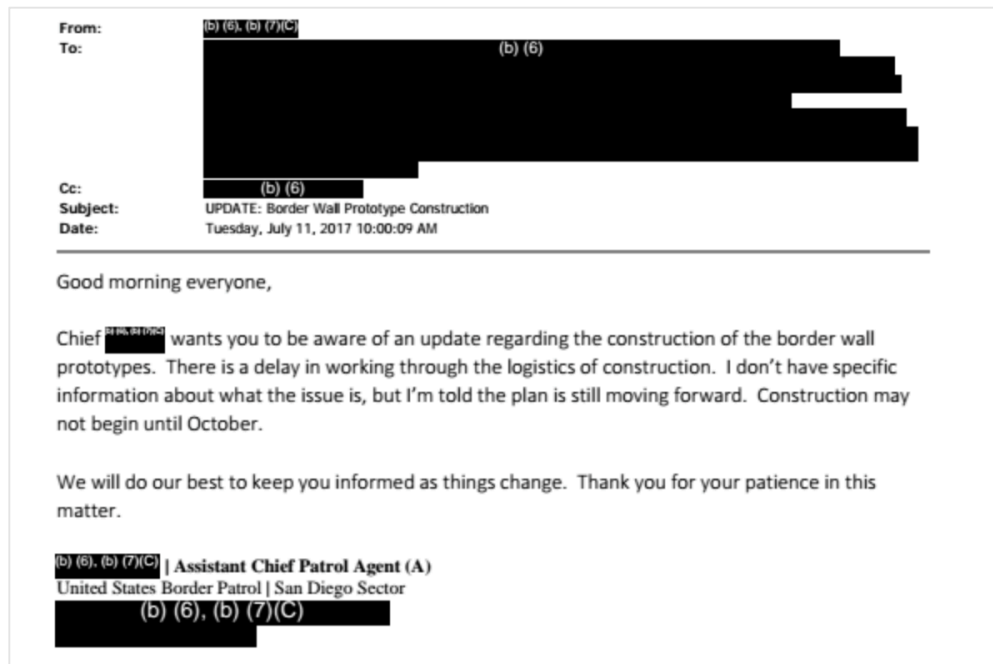 From: (b) (6), (b) (7)(C)
To: (b) (6)
Cc: (b) (6)
Subject: UPDATE: Border Wall Prototype Construction
Date: Tuesday, July 11, 2017 10:00:09 AM
Good morning everyone,
Chief (b) (6), (b) (7)(C) wants you to be aware of an update regarding the construction of the border wall
prototypes.  There is a delay in working through the logistics of construction.  I don’t have specific
information about what the issue is, but I’m told the plan is still moving forward.  Construction may
not begin until October.
We will do our best to keep you informed as things change.  Thank you for your patience in this
matter.
(b) (6), (b) (7)(C) | Assistant Chief Patrol Agent (A)
United States Border Patrol | San Diego Sector
(b) (6), (b) (7)(C)